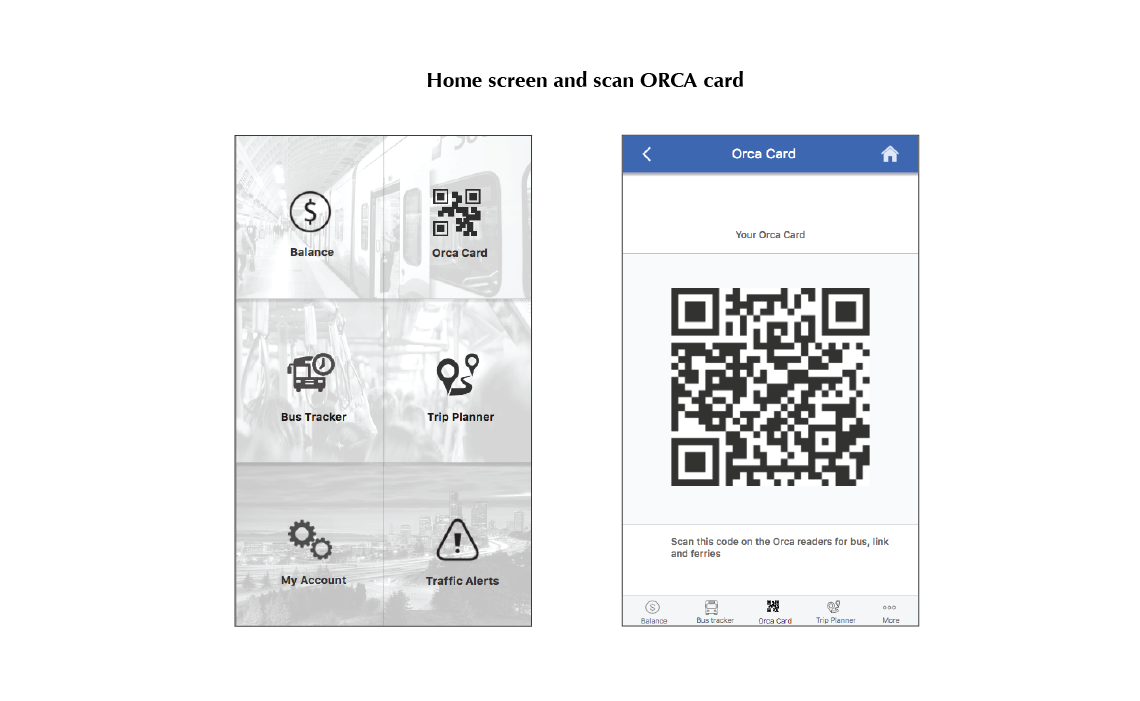 Home screen and scan ORCA card
Balance
Orca Card
Bus Tracker
Trip Planner
My Account
Traffic Alerts
Orca Card
Your Orca Card
Scan this code on the Orca readers for bus, link
and ferries
Balance
Bus tracker
Orca Card
Trip Planner
More